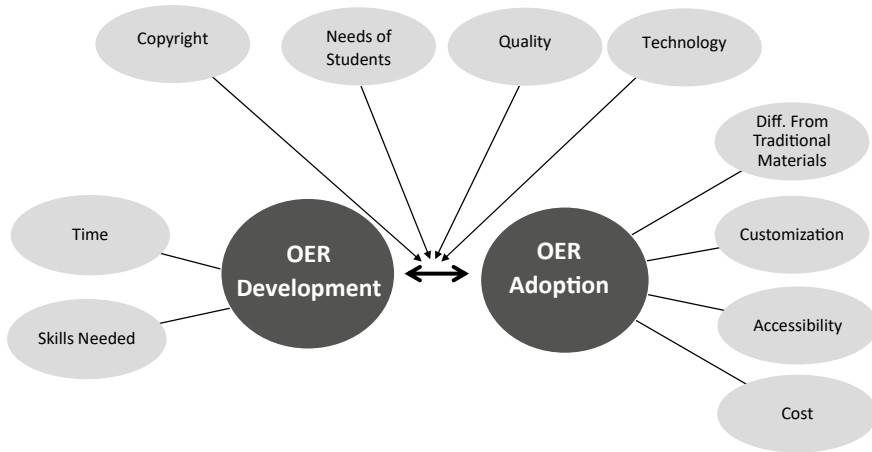 Copyright
Needs of
Students
Quality
Technology
Diff. From
Traditional
Materials
Time
OER
Development
OER
Adoption
Customization
Skills Needed
Accessibility
Cost